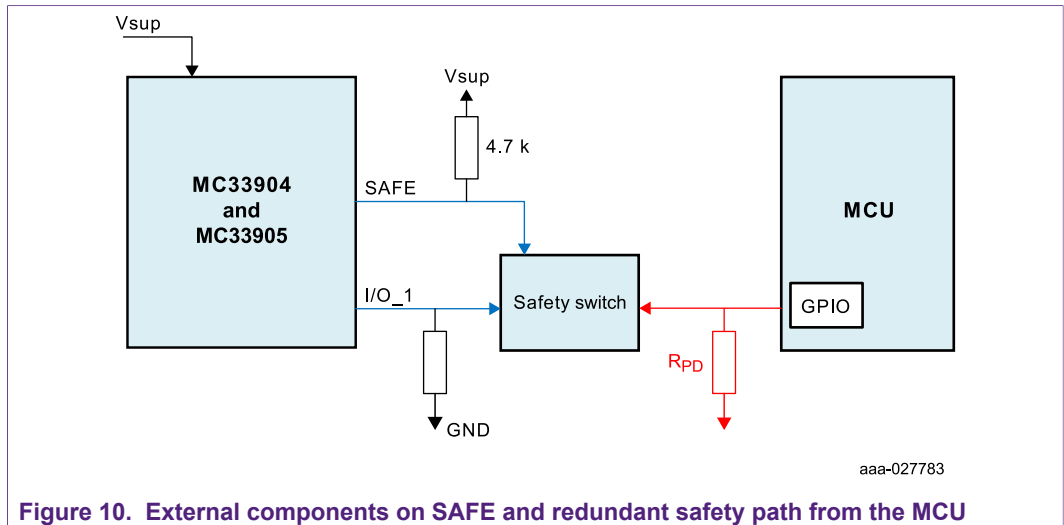 Vsup
Vsup
4.7 k
MC33904
and
MC33905
SAFE
MCU
I/O_1
Safety switch
GPIO
RPD
GND
aaa-027783
Figure 10. External components on SAFE and redundant safety path from the MCU